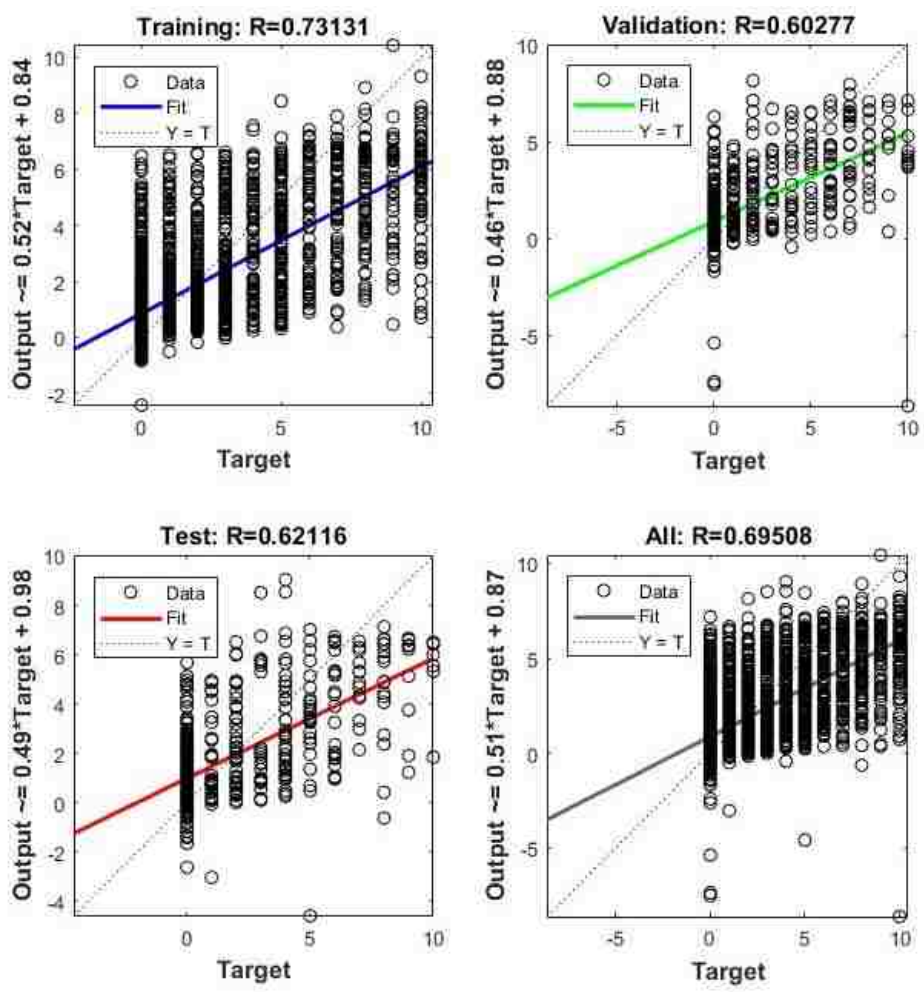 Training: R=0.73131
Output ~= 0.52*Target + 0.84
10
8
6
4
2
0
-2
Data
Fit
Y = T
0
5
10
Target
Validation: R=0.60277
Output ~= 0.46*Target + 0.88
10
5
0
-5
Data
Fit
Y = T
-5
0
5
10
Target
Test: R=0.62116
Output ~= 0.49*Target + 0.98
10
8
6
4
2
0
-2
-4
Data
Fit
Y = T
0
5
10
Target
All: R=0.69508
Output ~= 0.51*Target + 0.87
10
5
0
-5
Data
Fit
Y = T
-5
0
5
10
Target